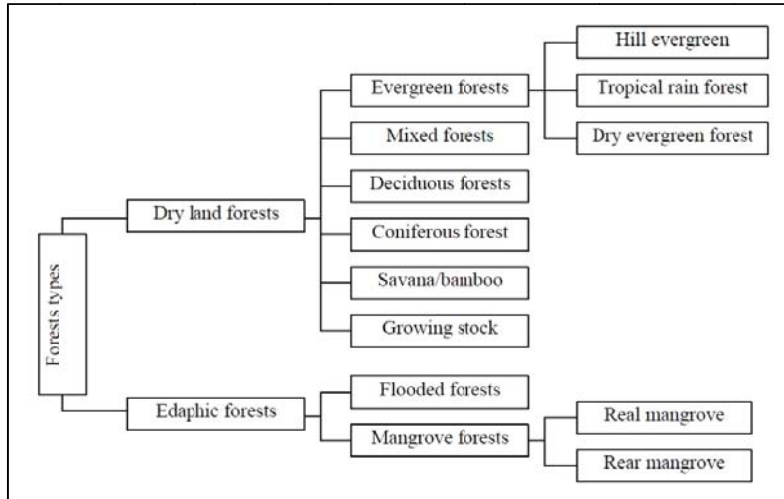 Forests types
Dry land forests
Evergreen forests
Hill evergreen
Tropical rain forest
Dry evergreen forest
Mixed forests
Deciduous forests
Coniferous forest
Savana/bamboo
Growing stock
Edaphic forests
Flooded forests
Mangrove forests
Real mangrove
Rear mangrove